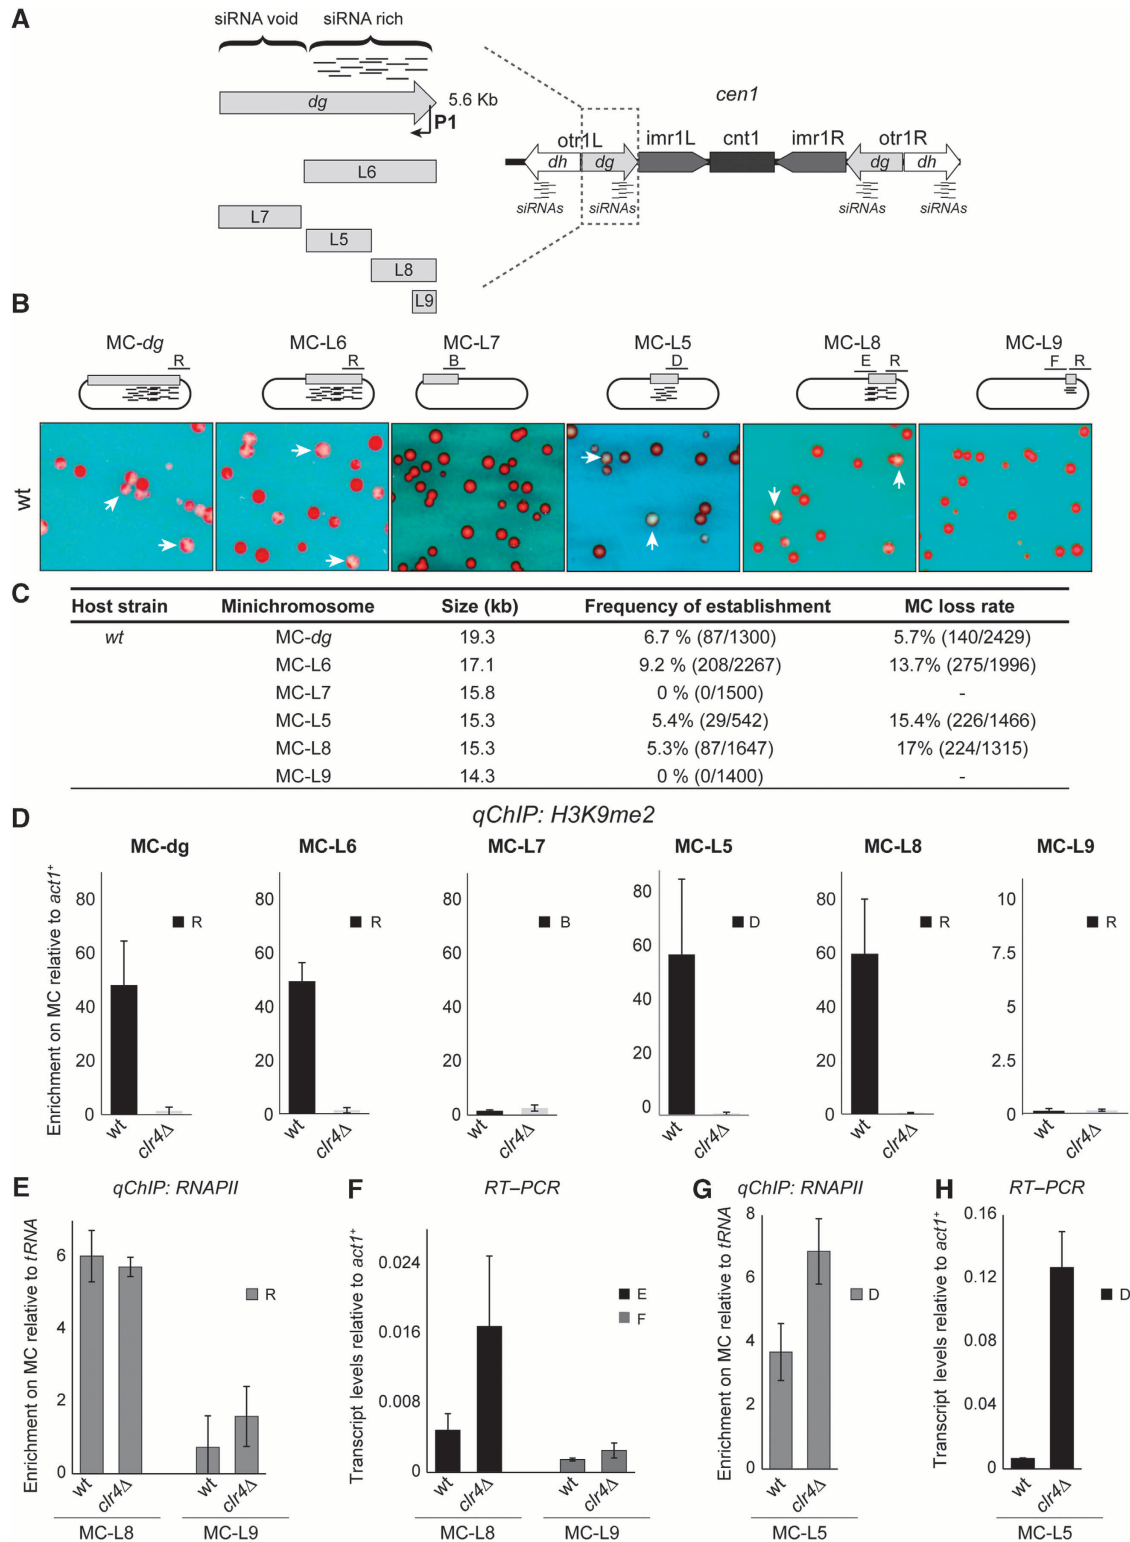 A
siRNA void
siRNA rich
dg
5.6 Kb
P1
L6
L7
L5
L8
L9
cen1
otr1L
imr1L
cnt1
imr1R
otr1R
dh
dg
dg
dh
siRNAs
siRNAs
siRNAs
siRNAs
B
MC-dg
MC-L6
MC-L7
MC-L5
MC-L8
MC-L9
R
R
B
D
E
R
F
R
wt
C
Host strain Minichromosome Size (kb) Frequency of establishment MC loss rate
wt MC-dg 19.3 6.7 % (87/1300) 5.7% (140/2429)
MC-L6 17.1 9.2 % (208/2267) 13.7% (275/1996)
MC-L7 15.8 0 % (0/1500) -
MC-L5 15.3 5.4% (29/542) 15.4% (226/1466)
MC-L8 15.3 5.3% (87/1647) 17% (224/1315)
MC-L9 14.3 0 % (0/1400) -
D
qChIP: H3K9me2
Enrichment on MC relative to act1+
MC-dg
80
60
40
20
0
R
wt
clr4Δ
MC-L6
80
60
40
20
0
R
wt
clr4Δ
MC-L7
80
60
40
20
0
B
wt
clr4Δ
MC-L5
80
60
40
20
0
D
wt
clr4Δ
MC-L8
80
60
40
20
0
R
wt
clr4Δ
MC-L9
10
7.5
5
2.5
0
R
wt
clr4Δ
E
qChIP: RNAPII
Enrichment on MC relative to tRNA
6
4
2
0
R
wt
clr4Δ
wt
clr4Δ
MC-L8
MC-L9
F
RT–PCR
Transcript levels relative to act1+
0.024
0.016
0.008
0
E
F
wt
clr4Δ
wt
clr4Δ
MC-L8
MC-L9
G
qChIP: RNAPII
Enrichment on MC relative to tRNA
8
6
4
2
0
D
wt
clr4Δ
MC-L5
H
RT–PCR
Transcript levels relative to act1+
0.16
0.12
0.08
0.04
0
D
wt
clr4Δ
MC-L5